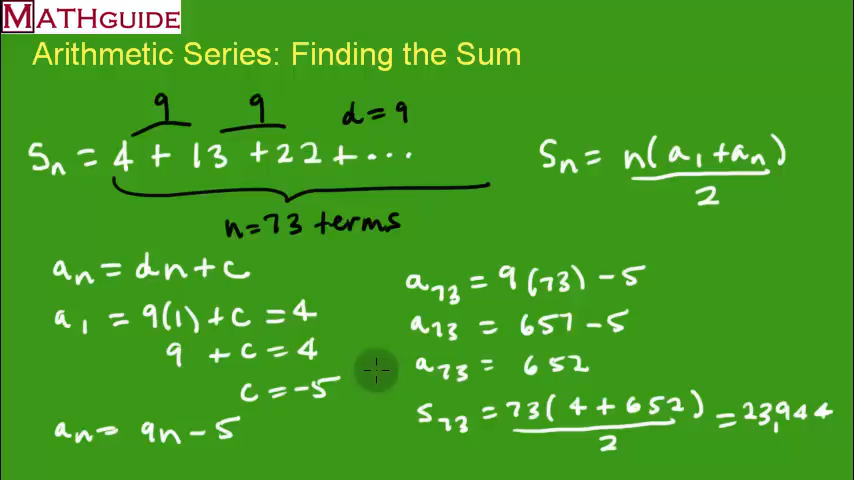 MATHGUIDE
Arithmetic Series: Finding the Sum
9 9 d = 9
Sn = 4 + 13 + 22 + ...
n = 73 terms
Sn = n(a1 + an) / 2
an = dn + c
a1 = 9(1) + c = 4
9 + c = 4
c = -5
an = 9n - 5
a73 = 9(73) - 5
a73 = 657 - 5
a73 = 652
S73 = 73(4 + 652) / 2 = 23,944